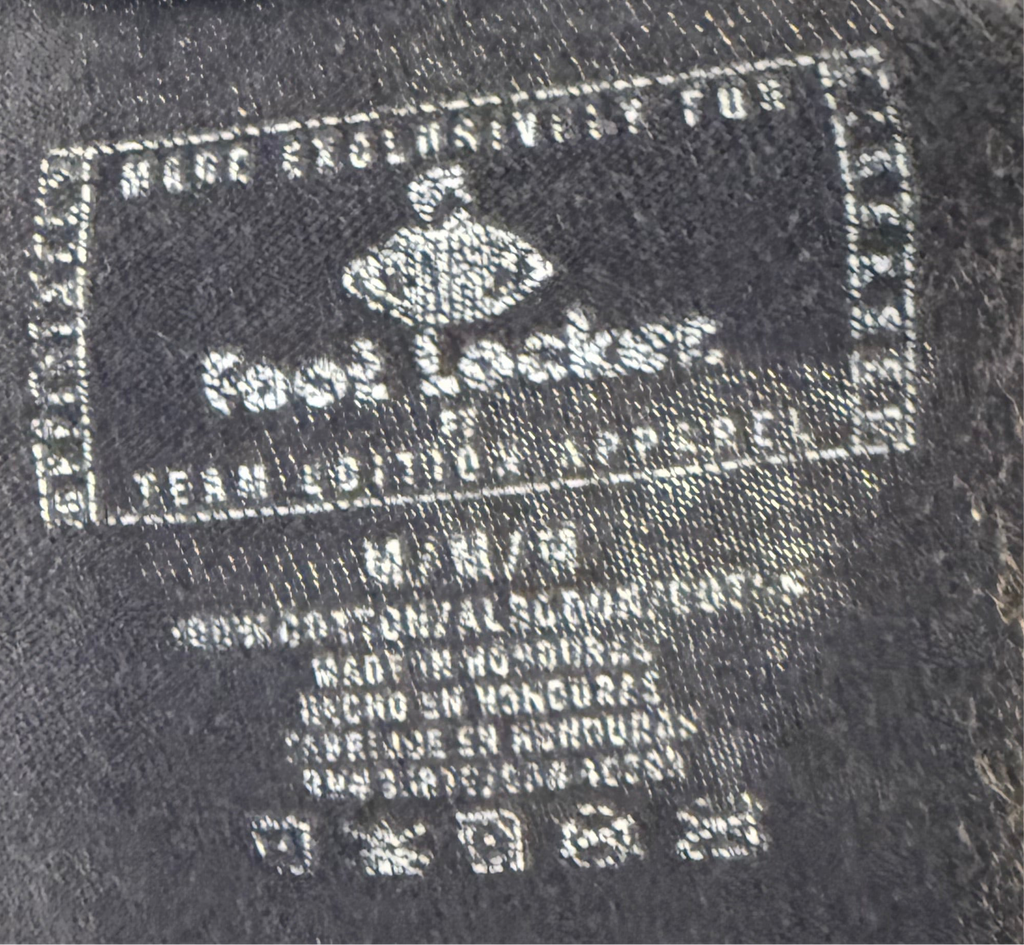 MADE EXCLUSIVELY FOR
Foot Locker
BY
TEAM EDITION APPAREL
M/M/M
100% COTTON/ALGODON/COTON
MADE IN HONDURAS
HECHO EN HONDURAS
FABRIQUE EN HONDURAS